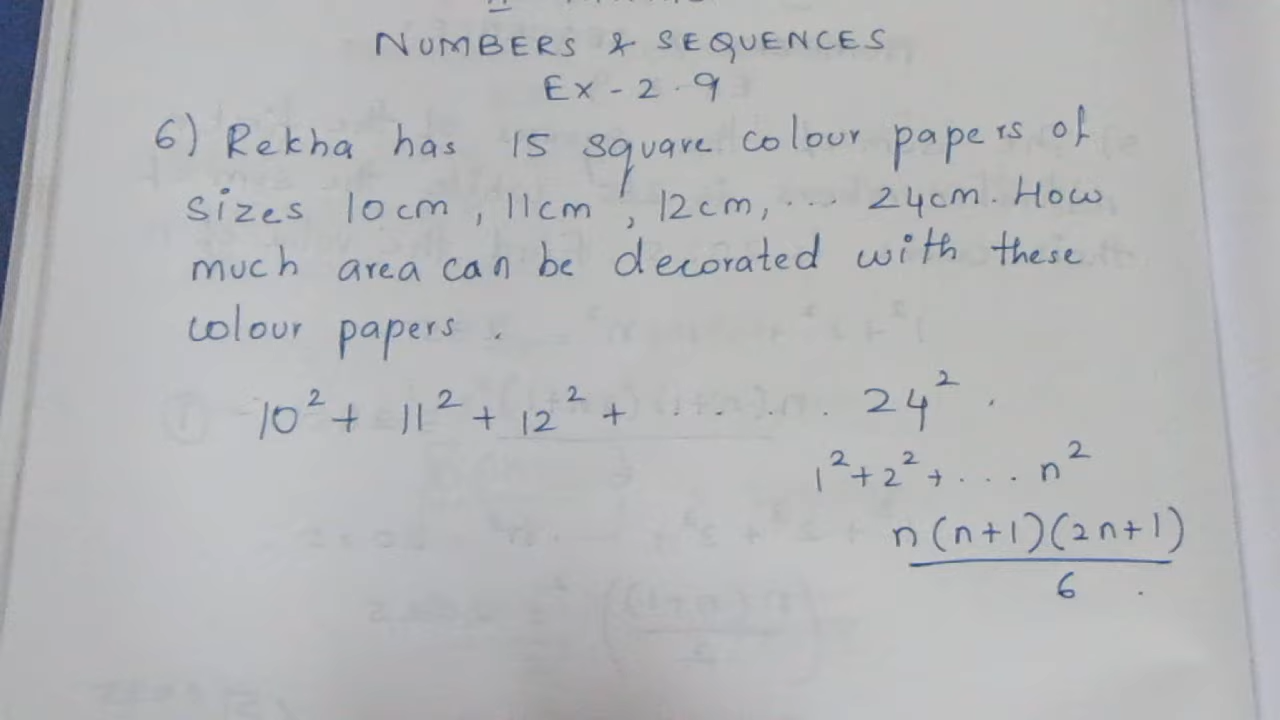 NUMBERS & SEQUENCES
Ex - 2.9
6) Rekha has 15 square colour papers of
sizes 10cm, 11cm, 12cm, ... 24cm. How
much area can be decorated with these
colour papers.
10² + 11² + 12² + ...... 24².
1² + 2² + ... n²
n(n+1)(2n+1)
6